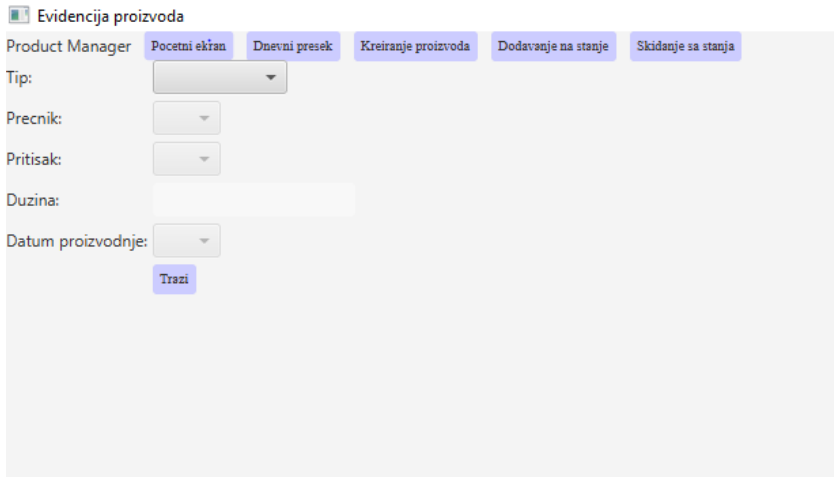 Evidencija proizvoda
Product Manager Pocetni ekran Dnevni presek Kreiranje proizvoda Dodavanje na stanje Skidanje sa stanja
Tip:
Precnik:
Pritisak:
Duzina:
Datum proizvodnje:
Trazi